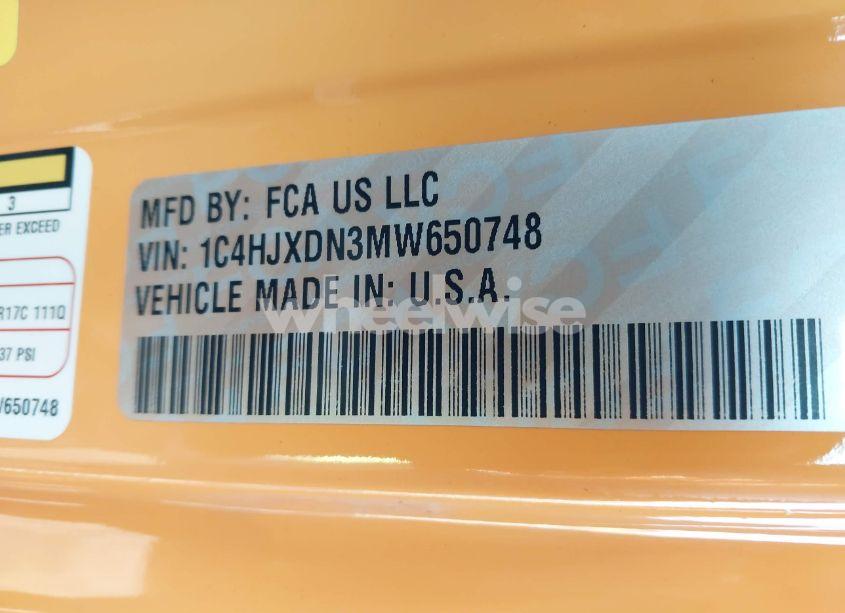 MFD BY: FCA US LLC
VIN: 1C4HJXDN3MW650748
VEHICLE MADE IN: U.S.A.
wheelwise
3
ER EXCEED
R17C 111Q
37 PSI
W650748